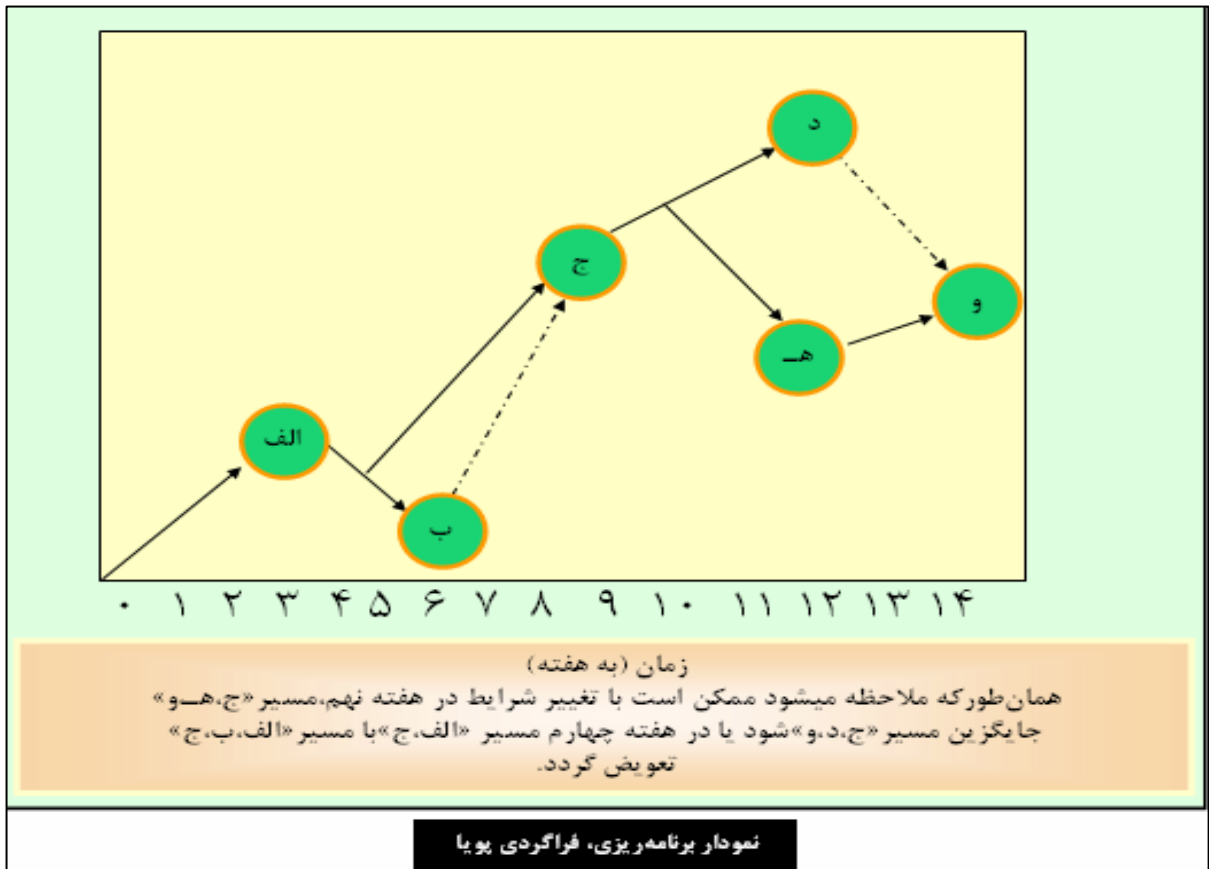 د
ج
و
هـ
الف
ب
۰ ۱ ۲ ۳ ۴ ۵ ۶ ۷ ۸ ۹ ۱۰ ۱۱ ۱۲ ۱۳ ۱۴
زمان (به هفته)
همان‌طورکه ملاحظه میشود ممکن است با تغییر شرایط در هفته نهم،مسیر«ج،هــو»
جایگزین مسیر«ج،د،و»شود یا در هفته چهارم مسیر «الف،ج»با مسیر«الف،ب،ج»
تعویض گردد.
نمودار برنامه‌ریزی، فراگردی پویا